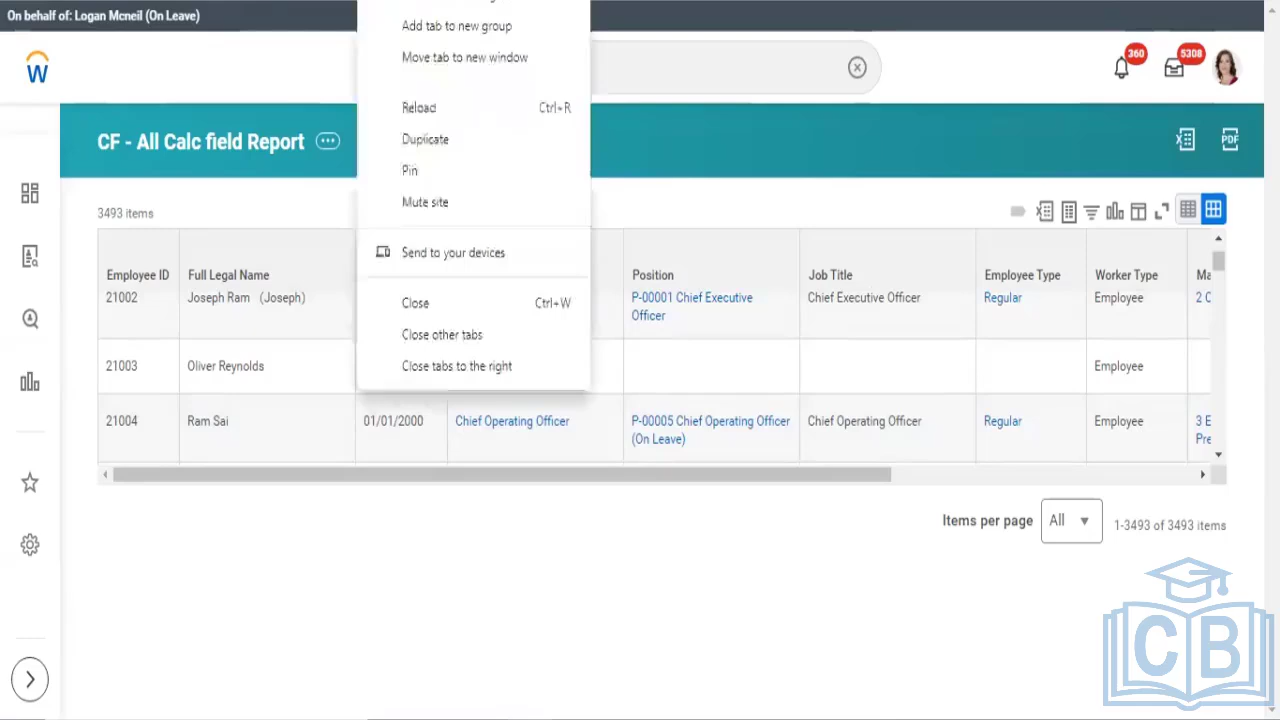 On behalf of: Logan Mcneil (On Leave)
Add tab to new group
Move tab to new window
Reload Ctrl+R
Duplicate
Pin
Mute site
Send to your devices
Close Ctrl+W
Close other tabs
Close tabs to the right
W
360
5308
CF - All Calc field Report
PDF
3493 items
Employee ID Full Legal Name Position Job Title Employee Type Worker Type
21002 Joseph Ram (Joseph) P-00001 Chief Executive Officer Chief Executive Officer Regular Employee
21003 Oliver Reynolds Employee
21004 Ram Sai 01/01/2000 Chief Operating Officer P-00005 Chief Operating Officer (On Leave) Chief Operating Officer Regular Employee
Items per page All 1-3493 of 3493 items
CB